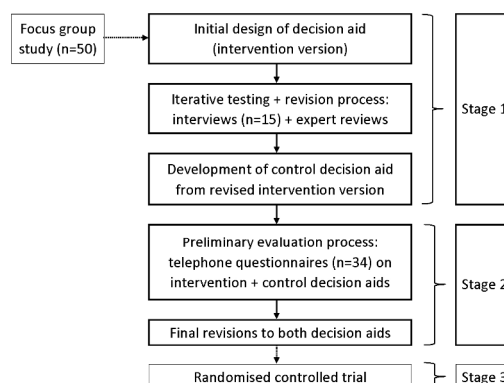 Focus group
study (n=50)
Initial design of decision aid
(intervention version)
Iterative testing + revision process:
interviews (n=15) + expert reviews
Development of control decision aid
from revised intervention version
Stage 1
Preliminary evaluation process:
telephone questionnaires (n=34) on
intervention + control decision aids
Final revisions to both decision aids
Stage 2
Randomised controlled trial
Stage 3